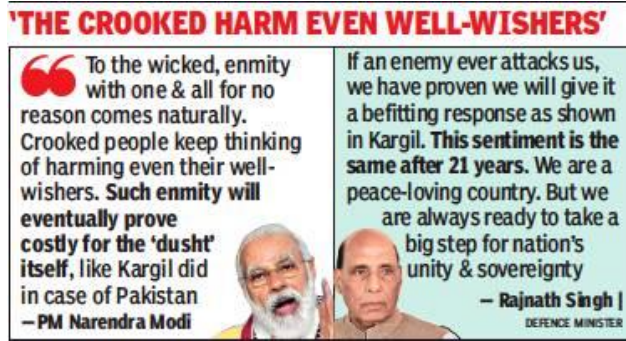 'THE CROOKED HARM EVEN WELL-WISHERS'
To the wicked, enmity
with one & all for no
reason comes naturally.
Crooked people keep thinking
of harming even their well-
wishers. Such enmity will
eventually prove
costly for the 'dusht'
itself, like Kargil did
in case of Pakistan
— PM Narendra Modi
If an enemy ever attacks us,
we have proven we will give it
a befitting response as shown
in Kargil. This sentiment is the
same after 21 years. We are a
peace-loving country. But we
are always ready to take a
big step for nation's
unity & sovereignty
— Rajnath Singh |
DEFENCE MINISTER